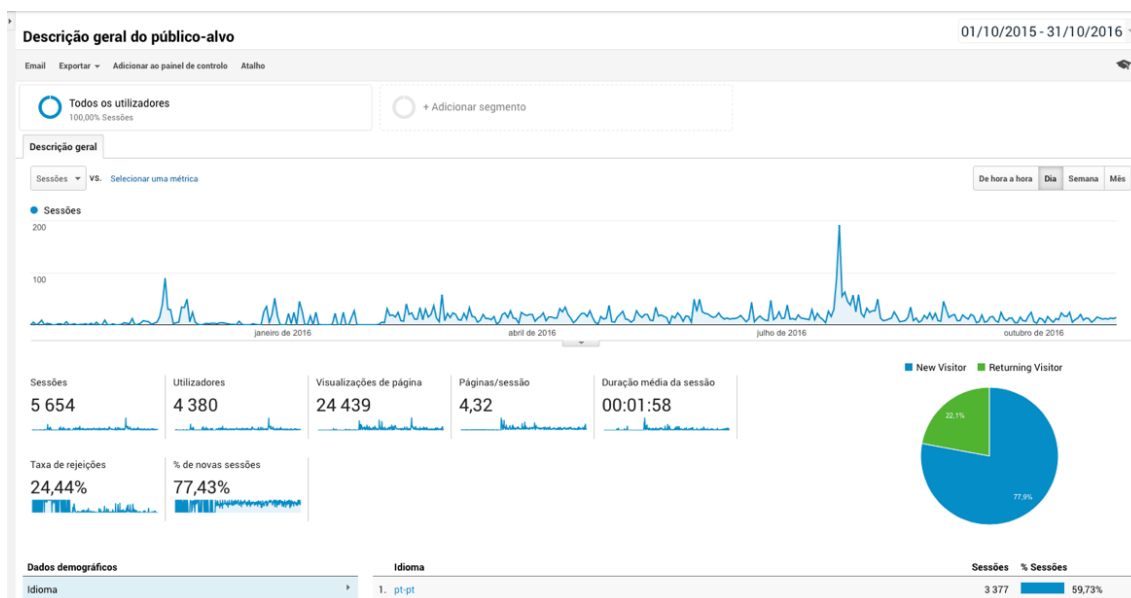 Descrição geral do público-alvo
01/10/2015 - 31/10/2016
Email Exportar Adicionar ao painel de controlo Atalho
Todos os utilizadores
100,00% Sessões
+ Adicionar segmento
Descrição geral
Sessões VS. Selecionar uma métrica
De hora a hora Dia Semana Mês
Sessões
200
100
janeiro de 2016 abril de 2016 julho de 2016 outubro de 2016
New Visitor Returning Visitor
Sessões Utilizadores Visualizações de página Páginas/sessão Duração média da sessão
5 654 4 380 24 439 4,32 00:01:58
22,1%
77,9%
Taxa de rejeições % de novas sessões
24,44% 77,43%
Dados demográficos Idioma Sessões % Sessões
Idioma 1. pt-pt 3 377 59,73%